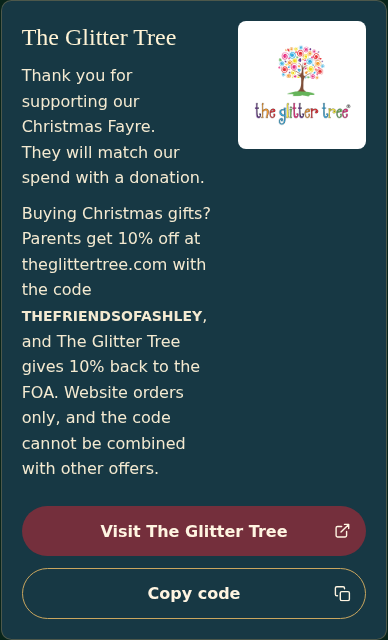 The Glitter Tree
Thank you for
supporting our
Christmas Fayre.
They will match our
spend with a donation.
Buying Christmas gifts?
Parents get 10% off at
theglittertree.com with
the code
THEFRIENDSOFASHLEY,
and The Glitter Tree
gives 10% back to the
FOA. Website orders
only, and the code
cannot be combined
with other offers.
the glitter tree
Visit The Glitter Tree
Copy code